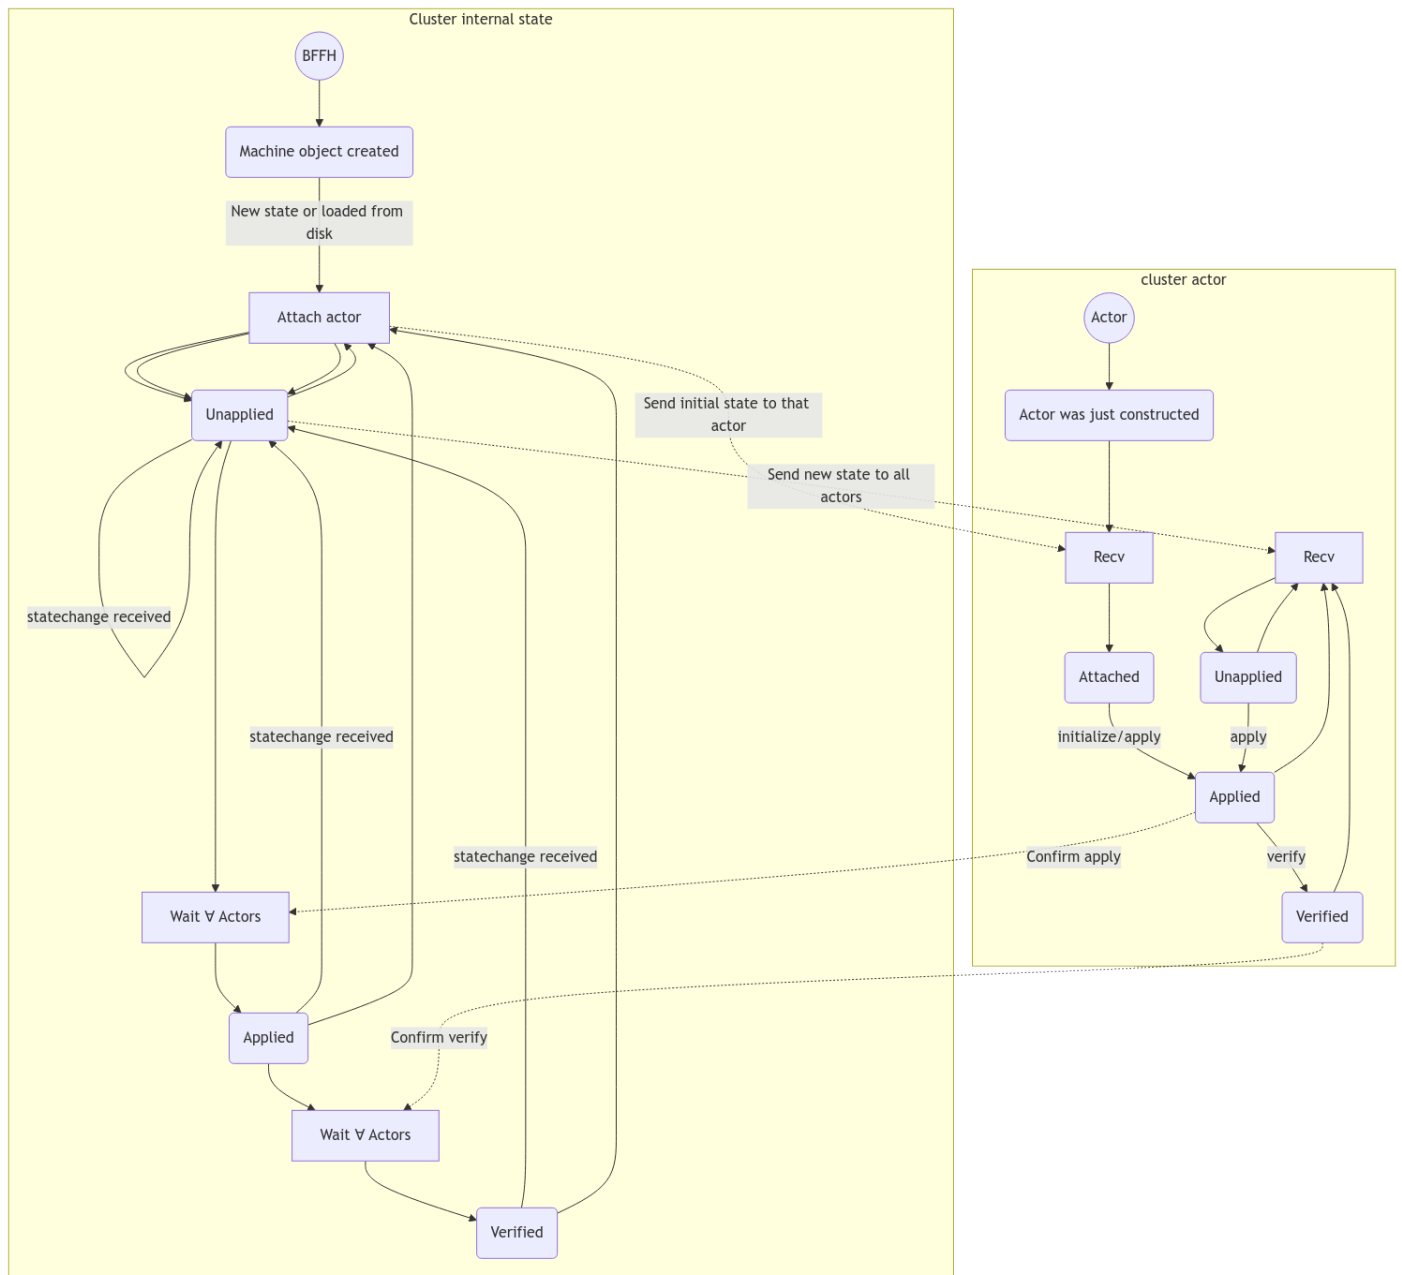 Cluster internal state
BFFH
Machine object created
New state or loaded from
disk
Attach actor
Unapplied
statechange received
statechange received
statechange received
Wait ∀ Actors
Applied
Wait ∀ Actors
Verified
Send initial state to that
actor
Send new state to all
actors
Confirm apply
Confirm verify
cluster actor
Actor
Actor was just constructed
Recv
Recv
Attached
Unapplied
initialize/apply
apply
Applied
verify
Verified